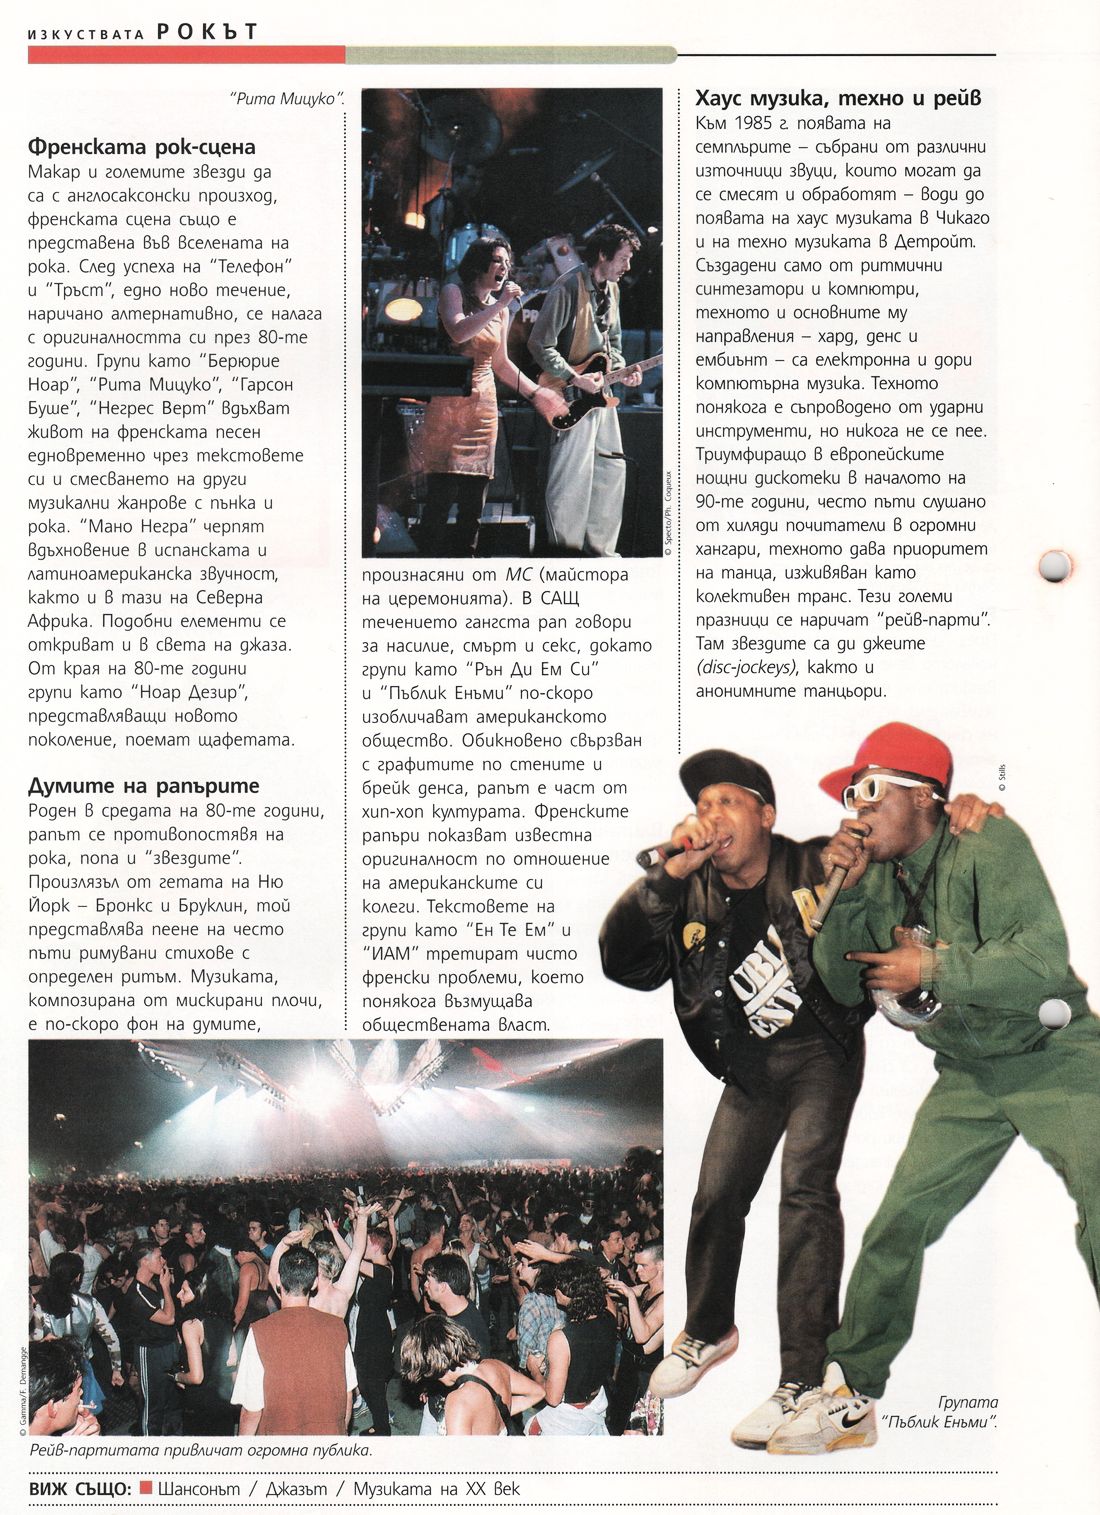 ИЗКУСТВАТА РОКЪТ
"Рита Мицуко".
Френската рок-сцена
Макар и големите звезди да
са с англосаксонски произход,
френската сцена също е
представена във вселената на
рока. След успеха на "Телефон"
и "Тръст", едно ново течение,
наричано алтернативно, се налага
с оригиналността си през 80-те
години. Групи като "Берюрие
Ноар", "Рита Мицуко", "Гарсон
Буше", "Негрес Верт" вдъхват
живот на френската песен
едновременно чрез текстовете
си и смесването на други
музикални жанрове с пънка и
рока. "Мано Негра" черпят
вдъхновение в испанската и
латиноамериканска звучност,
както и в тази на Северна
Африка. Подобни елементи се
откриват и в света на джаза.
От края на 80-те години
групи като "Ноар Дезир",
представляващи новото
поколение, поемат щафетата.
Думите на рапърите
Роден в средата на 80-те години,
рапът се противопоставя на
рока, попа и "звездите".
Произлязъл от гетата на Ню
Йорк – Бронкс и Бруклин, той
представлява пеене на често
пъти римувани стихове с
определен ритъм. Музиката,
композирана от миксирани плочи,
е по-скоро фон на думите,
© Specto/Ph. Coqueux
произнасяни от MC (майстора
на церемонията). В САЩ
течението гангста рап говори
за насилие, смърт и секс, докато
групи като "Рън Ди Ем Си"
и "Пъблик Енъми" по-скоро
изобличават американското
общество. Обикновено свързван
с графитите по стените и
брейк денса, рапът е част от
хип-хоп културата. Френските
рапъри показват известна
оригиналност по отношение
на американските си
колеги. Текстовете на
групи като "Ен Те Ем" и
"ИАМ" третират чисто
френски проблеми, което
понякога възмущава
обществената власт.
Хаус музика, техно и рейв
Към 1985 г. появата на
семплърите – събрани от различни
източници звуци, които могат да
се смесят и обработят – води до
появата на хаус музиката в Чикаго
и на техно музиката в Детройт.
Създадени само от ритмични
синтезатори и компютри,
техното и основните му
направления – хард, денс и
ембиънт – са електронна и дори
компютърна музика. Техното
понякога е съпроводено от ударни
инструменти, но никога не се пее.
Триумфиращо в европейските
нощни дискотеки в началото на
90-те години, често пъти слушано
от хиляди почитатели в огромни
хангари, техното дава приоритет
на танца, изживяван като
колективен транс. Тези големи
празници се наричат "рейв-парти".
Там звездите са ди джеите
(disc-jockeys), както и
анонимните танцьори.
© Stills
Групата
"Пъблик Енъми".
© Gamma/F. Demangge
Рейв-партитата привличат огромна публика.
ВИЖ СЪЩО: Шансонът / Джазът / Музиката на XX век